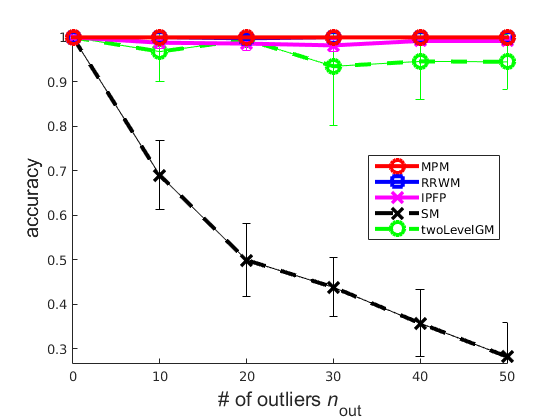 1
0.9
0.8
0.7
0.6
0.5
0.4
0.3
accuracy
MPM
RRWM
IPFP
SM
twoLevelGM
0 10 20 30 40 50
# of outliers n_out